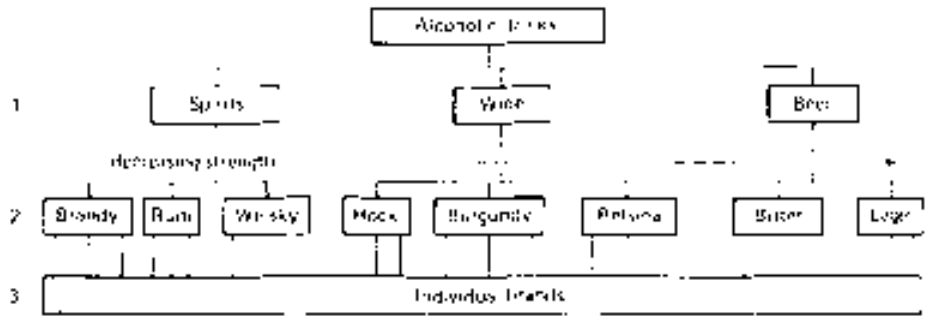 Alcoholic drinks
1 Spirits Wine Beer
decreasing strength
2 Brandy Rum Whisky Hock Burgundy Bitter Lager
3 Individual brands